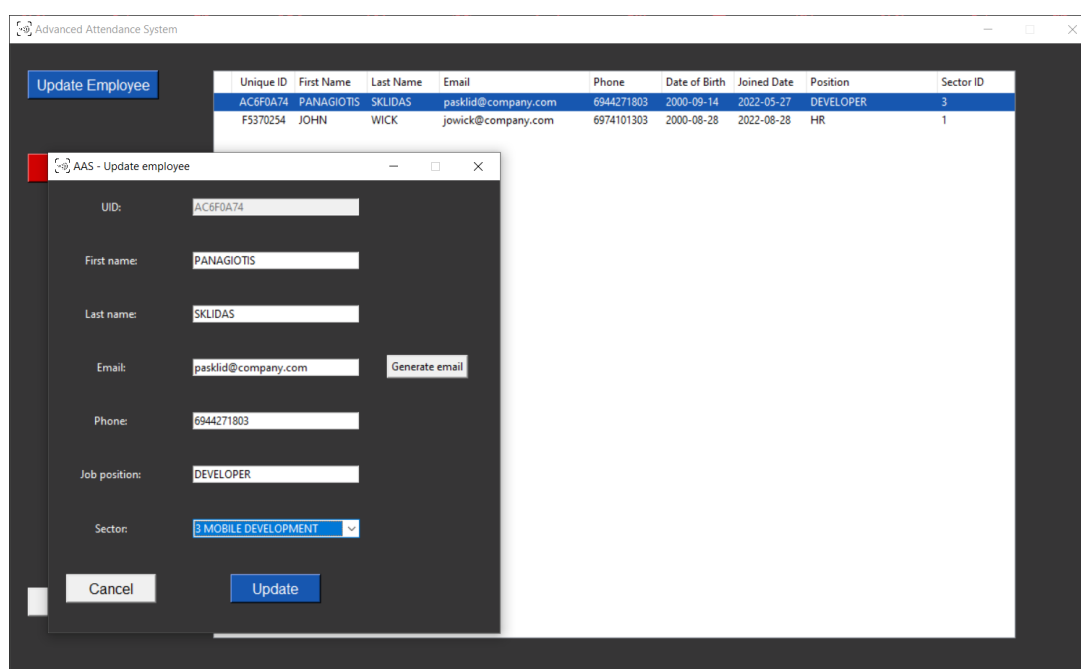 Advanced Attendance System
Update Employee
Unique ID First Name Last Name Email Phone Date of Birth Joined Date Position Sector ID
AC6F0A74 PANAGIOTIS SKLIDAS pasklid@company.com 6944271803 2000-09-14 2022-05-27 DEVELOPER 3
F5370254 JOHN WICK jowick@company.com 6974101303 2000-08-28 2022-08-28 HR 1
AAS - Update employee
UID: AC6F0A74
First name: PANAGIOTIS
Last name: SKLIDAS
Email: pasklid@company.com Generate email
Phone: 6944271803
Job position: DEVELOPER
Sector: 3 MOBILE DEVELOPMENT
Cancel Update